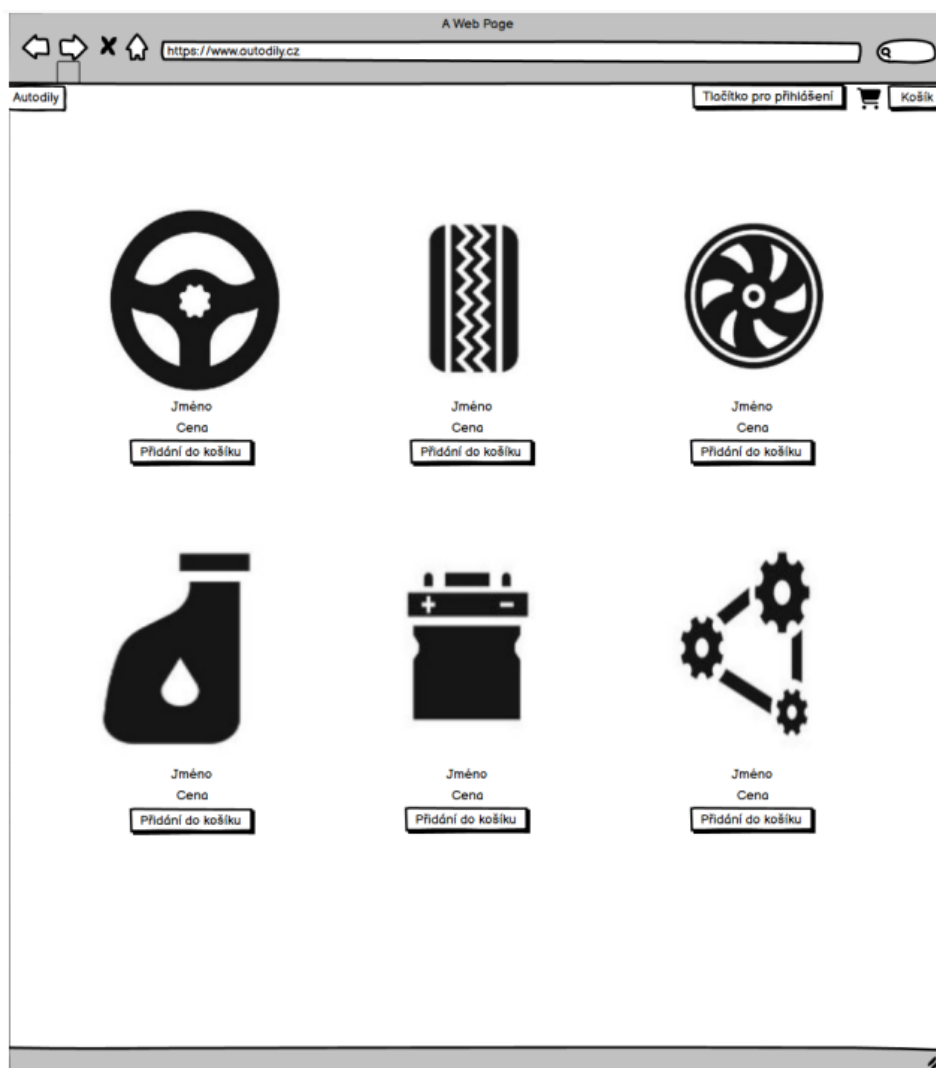 A Web Page
https://www.autodily.cz
Autodily
Tlačítko pro přihlášení
Košík
Jméno
Jméno
Jméno
Cena
Cena
Cena
Přidání do košíku
Přidání do košíku
Přidání do košíku
+ -
Jméno
Jméno
Jméno
Cena
Cena
Cena
Přidání do košíku
Přidání do košíku
Přidání do košíku